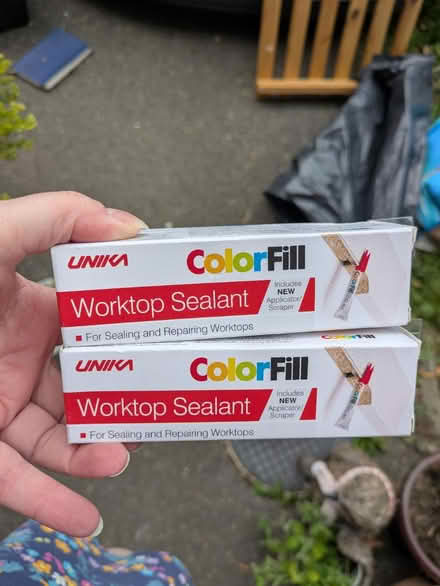 UNIKA
ColorFill
Worktop Sealant
Includes
NEW
Applicator/
Scraper
For Sealing and Repairing Worktops
UNIKA
ColorFill
Worktop Sealant
Includes
NEW
Applicator/
Scraper
For Sealing and Repairing Worktops